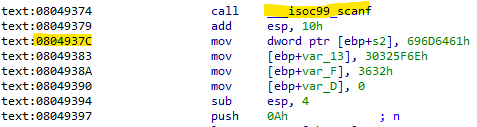 text:08049374 call ___isoc99_scanf
text:08049379 add esp, 10h
text:0804937C mov dword ptr [ebp+s2], 696D6461h
text:08049383 mov [ebp+var_13], 30325F6Eh
text:0804938A mov [ebp+var_F], 3632h
text:08049390 mov [ebp+var_D], 0
text:08049394 sub esp, 4
text:08049397 push 0Ah ; n